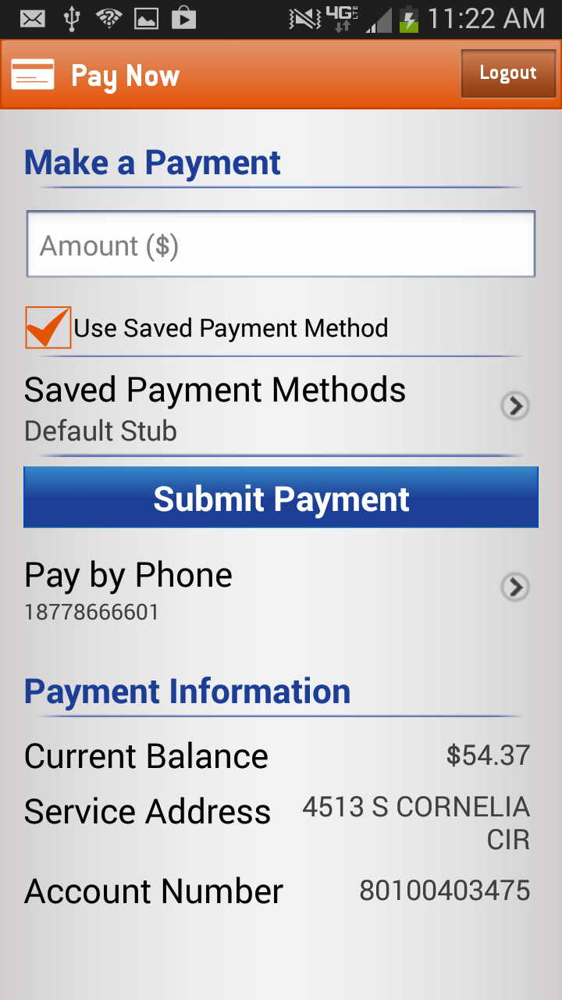 4G LTE 11:22 AM
Pay Now Logout
Make a Payment
Amount ($)
Use Saved Payment Method
Saved Payment Methods
Default Stub
Submit Payment
Pay by Phone
18778666601
Payment Information
Current Balance $54.37
Service Address 4513 S CORNELIA
CIR
Account Number 80100403475